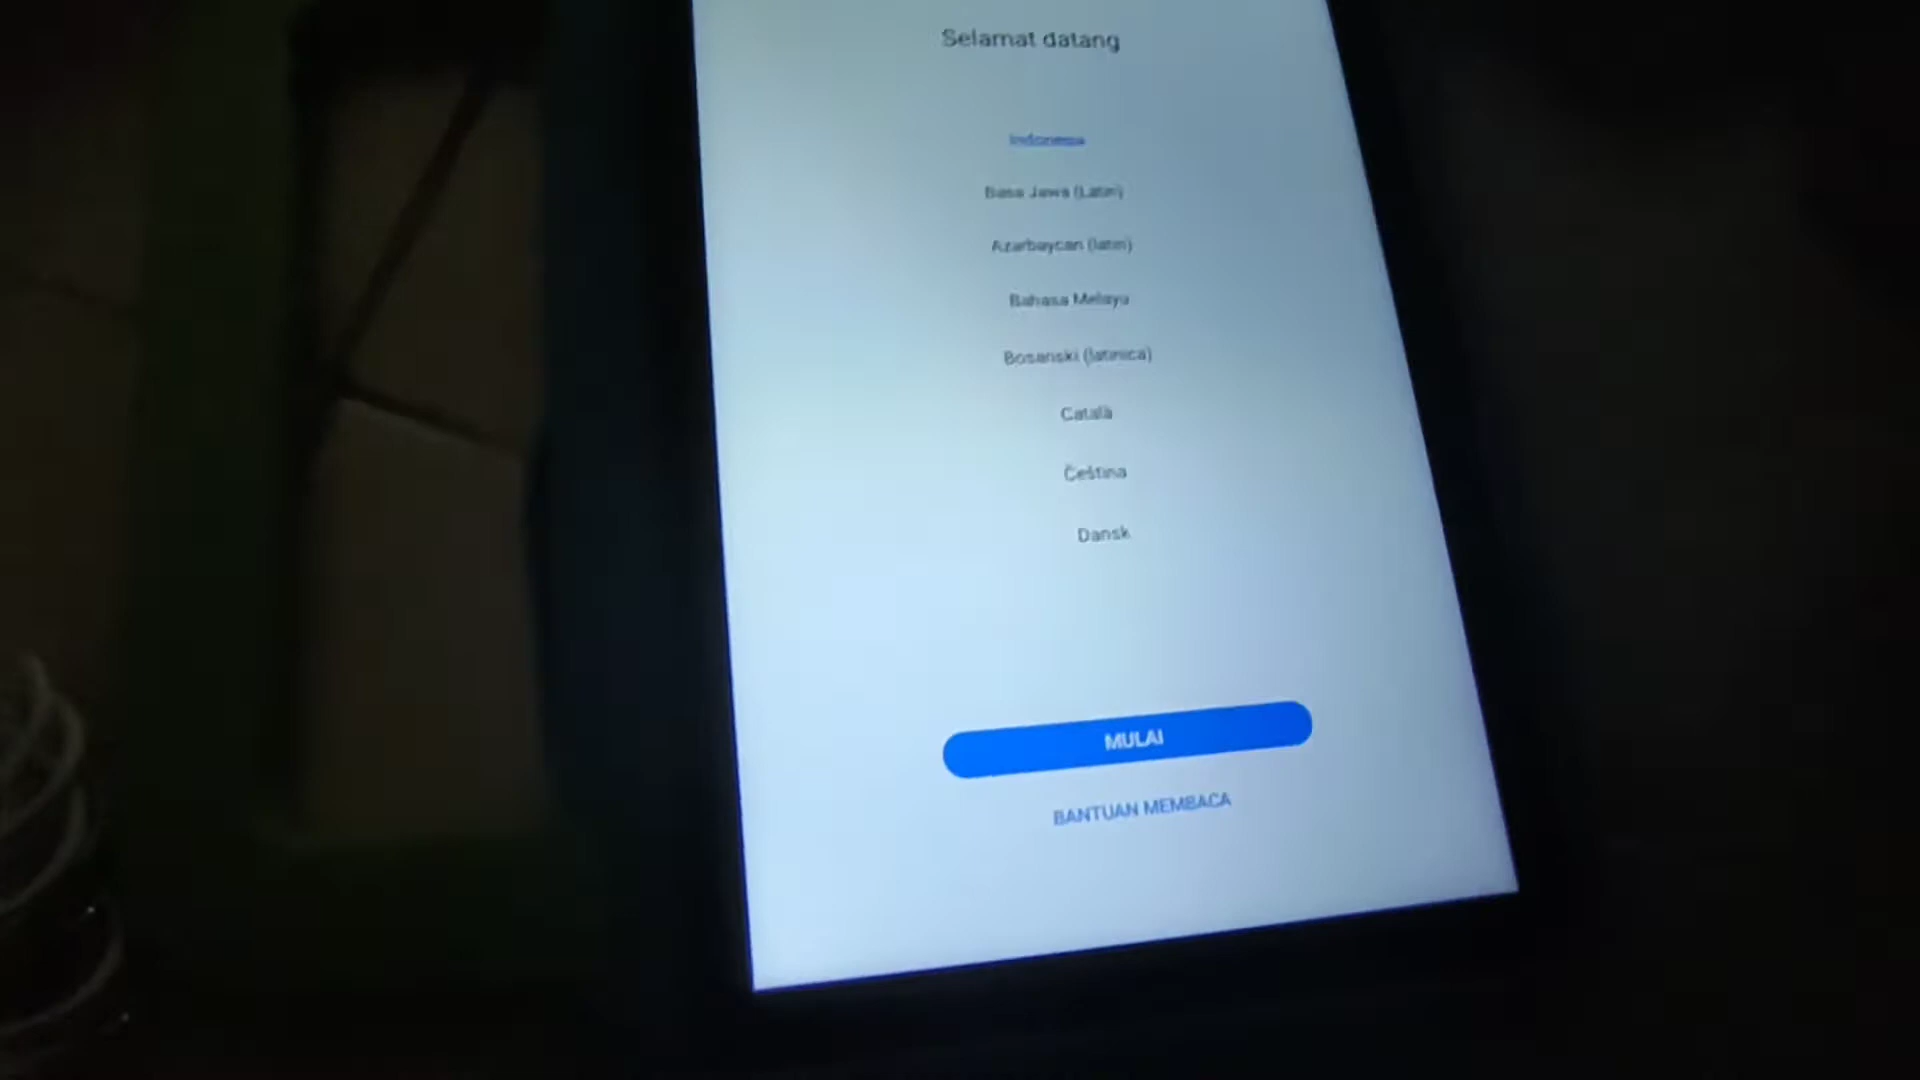 Selamat datang
Indonesia
Basa Jawa (Latin)
Azərbaycan (latın)
Bahasa Melayu
Bosanski (latinica)
Català
Čeština
Dansk
MULAI
BANTUAN MEMBACA